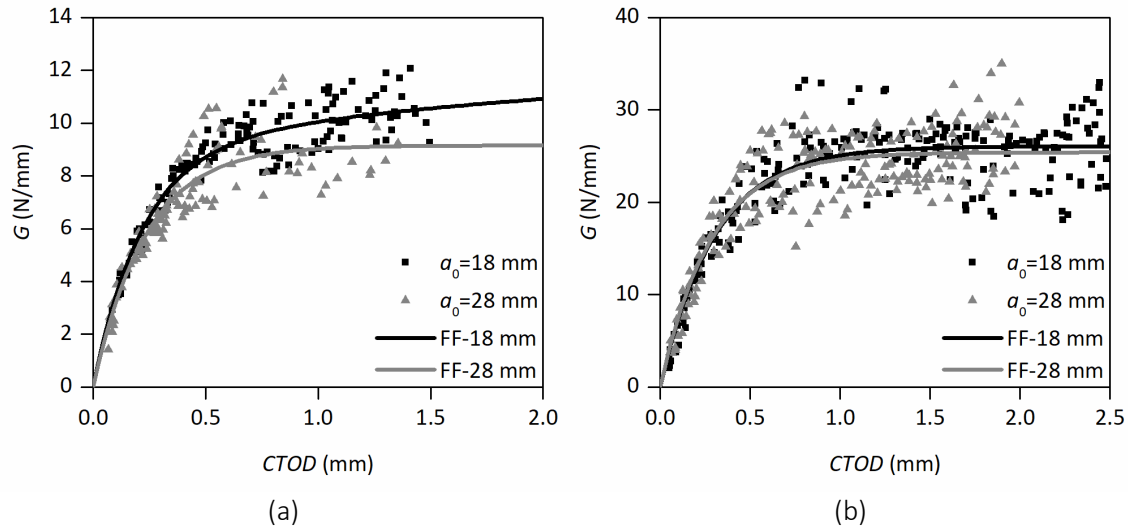 14
12
10
8
6
4
2
0
G (N/mm)
a0=18 mm
a0=28 mm
FF-18 mm
FF-28 mm
0.0 0.5 1.0 1.5 2.0
CTOD (mm)
(a)
40
30
20
10
0
G (N/mm)
a0=18 mm
a0=28 mm
FF-18 mm
FF-28 mm
0.0 0.5 1.0 1.5 2.0 2.5
CTOD (mm)
(b)